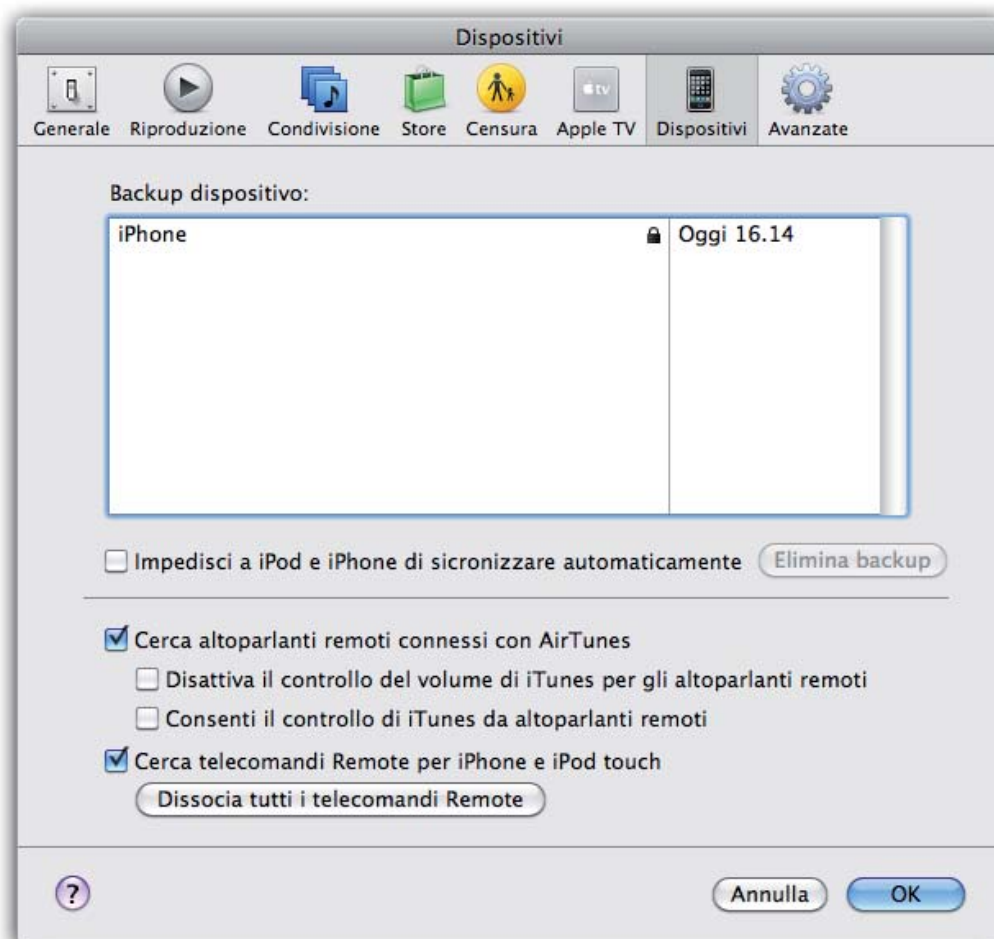 Dispositivi
Generale Riproduzione Condivisione Store Censura Apple TV Dispositivi Avanzate
Backup dispositivo:
iPhone Oggi 16.14
Impedisci a iPod e iPhone di sicronizzare automaticamente Elimina backup
Cerca altoparlanti remoti connessi con AirTunes
Disattiva il controllo del volume di iTunes per gli altoparlanti remoti
Consenti il controllo di iTunes da altoparlanti remoti
Cerca telecomandi Remote per iPhone e iPod touch
Dissocia tutti i telecomandi Remote
? Annulla OK